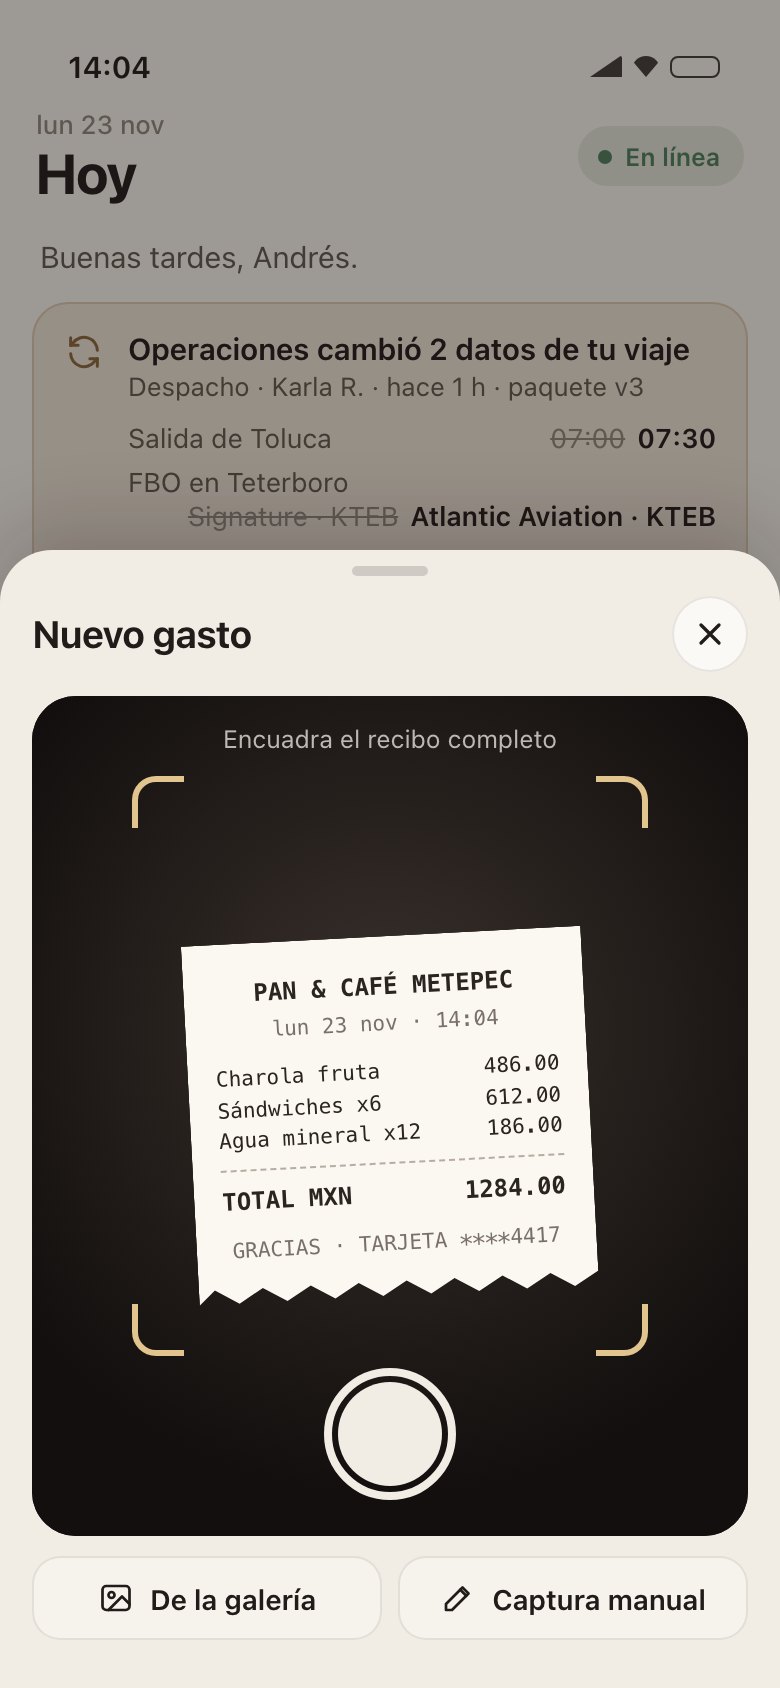 14:04
lun 23 nov
Hoy
En línea
Buenas tardes, Andrés.
Operaciones cambió 2 datos de tu viaje
Despacho · Karla R. · hace 1 h · paquete v3
Salida de Toluca 07:00 07:30
FBO en Teterboro
Signature · KTEB Atlantic Aviation · KTEB
Nuevo gasto
Encuadra el recibo completo
PAN & CAFÉ METEPEC
lun 23 nov · 14:04
Charola fruta 486.00
Sándwiches x6 612.00
Agua mineral x12 186.00
TOTAL MXN 1284.00
GRACIAS · TARJETA ****4417
De la galería
Captura manual